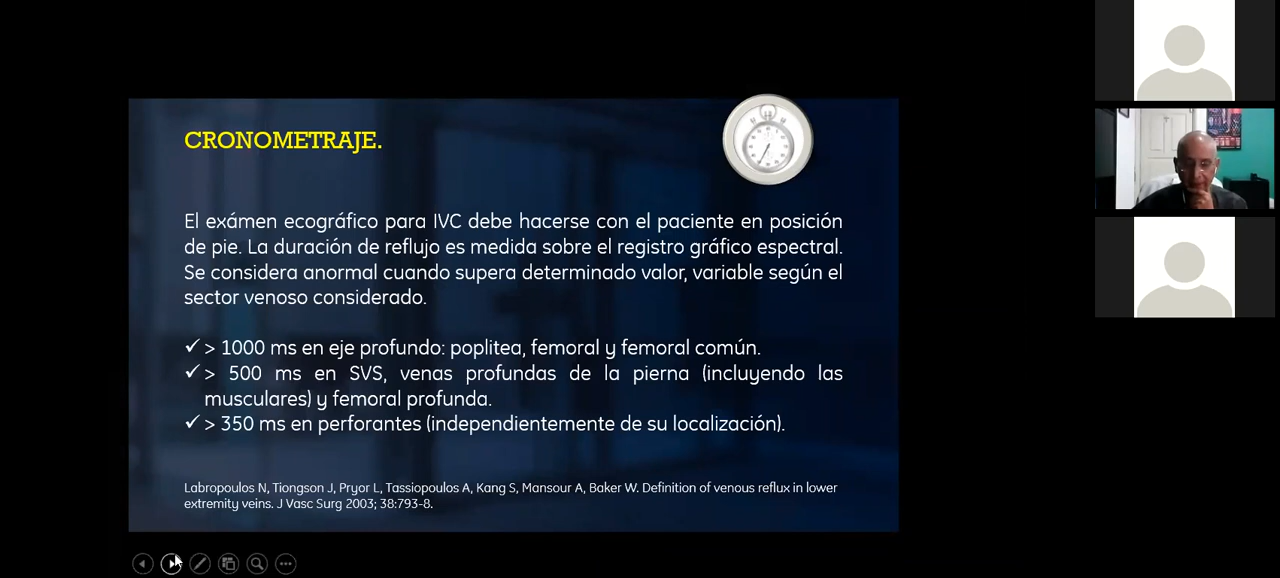 CRONOMETRAJE.
El exámen ecográfico para IVC debe hacerse con el paciente en posición
de pie. La duración de reflujo es medida sobre el registro gráfico espectral.
Se considera anormal cuando supera determinado valor, variable según el
sector venoso considerado.
✓ > 1000 ms en eje profundo: poplitea, femoral y femoral común.
✓ > 500 ms en SVS, venas profundas de la pierna (incluyendo las
musculares) y femoral profunda.
✓ > 350 ms en perforantes (independientemente de su localización).
Labropoulos N, Tiongson J, Pryor L, Tassiopoulos A, Kang S, Mansour A, Baker W. Definition of venous reflux in lower
extremity veins. J Vasc Surg 2003; 38:793-8.